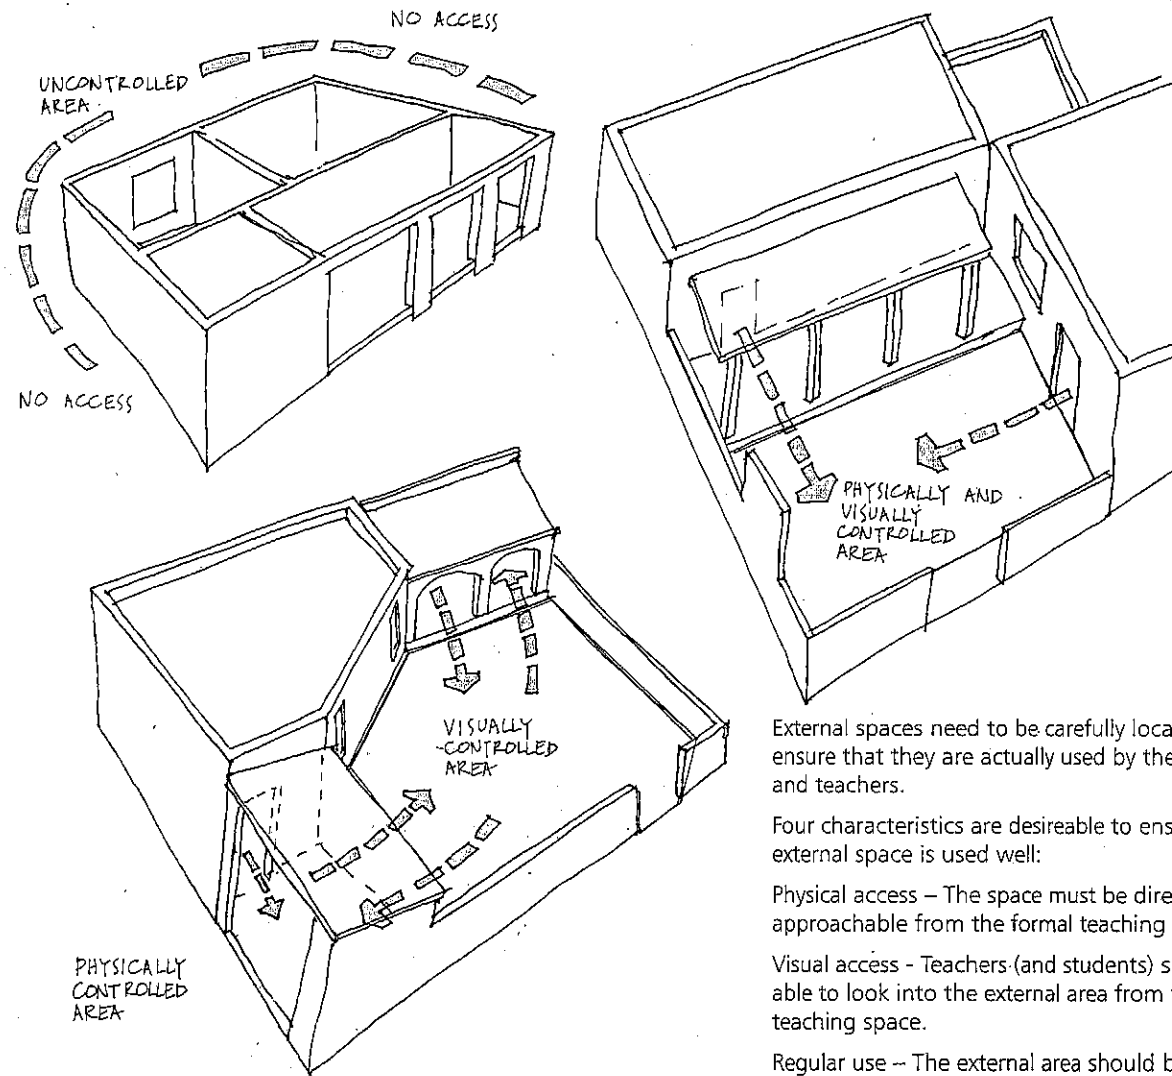 NO ACCESS
UNCONTROLLED
AREA
NO ACCESS
PHYSICALLY AND
VISUALLY
CONTROLLED
AREA
VISUALLY
CONTROLLED
AREA
PHYSICALLY
CONTROLLED
AREA
External spaces need to be carefully loca
ensure that they are actually used by the
and teachers.
Four characteristics are desireable to ens
external space is used well:
Physical access – The space must be dire
approachable from the formal teaching
Visual access - Teachers (and students) s
able to look into the external area from
teaching space.
Regular use – The external area should b